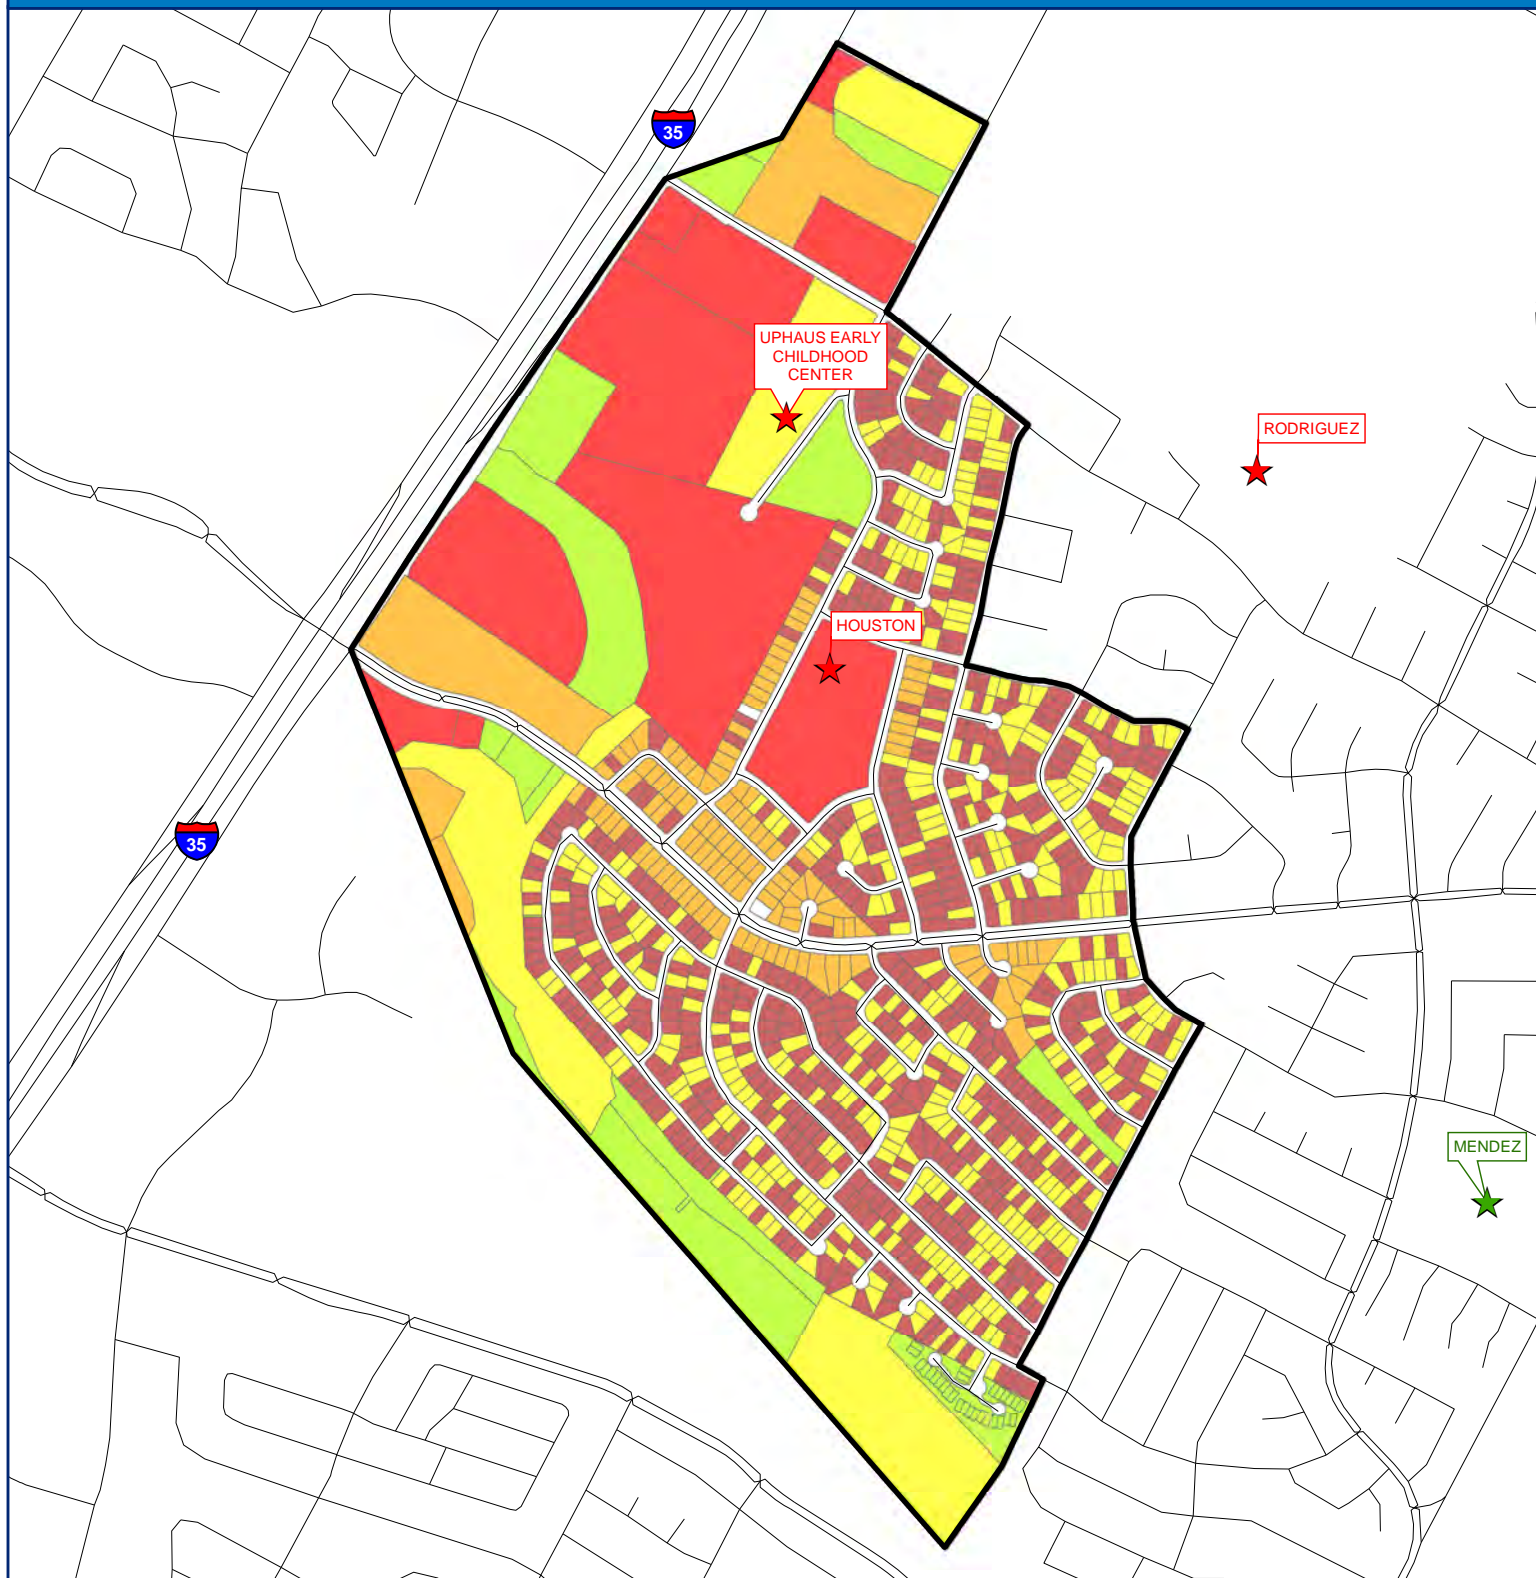 35
UPHAUS EARLY
CHILDHOOD
CENTER
RODRIGUEZ
HOUSTON
35
MENDEZ